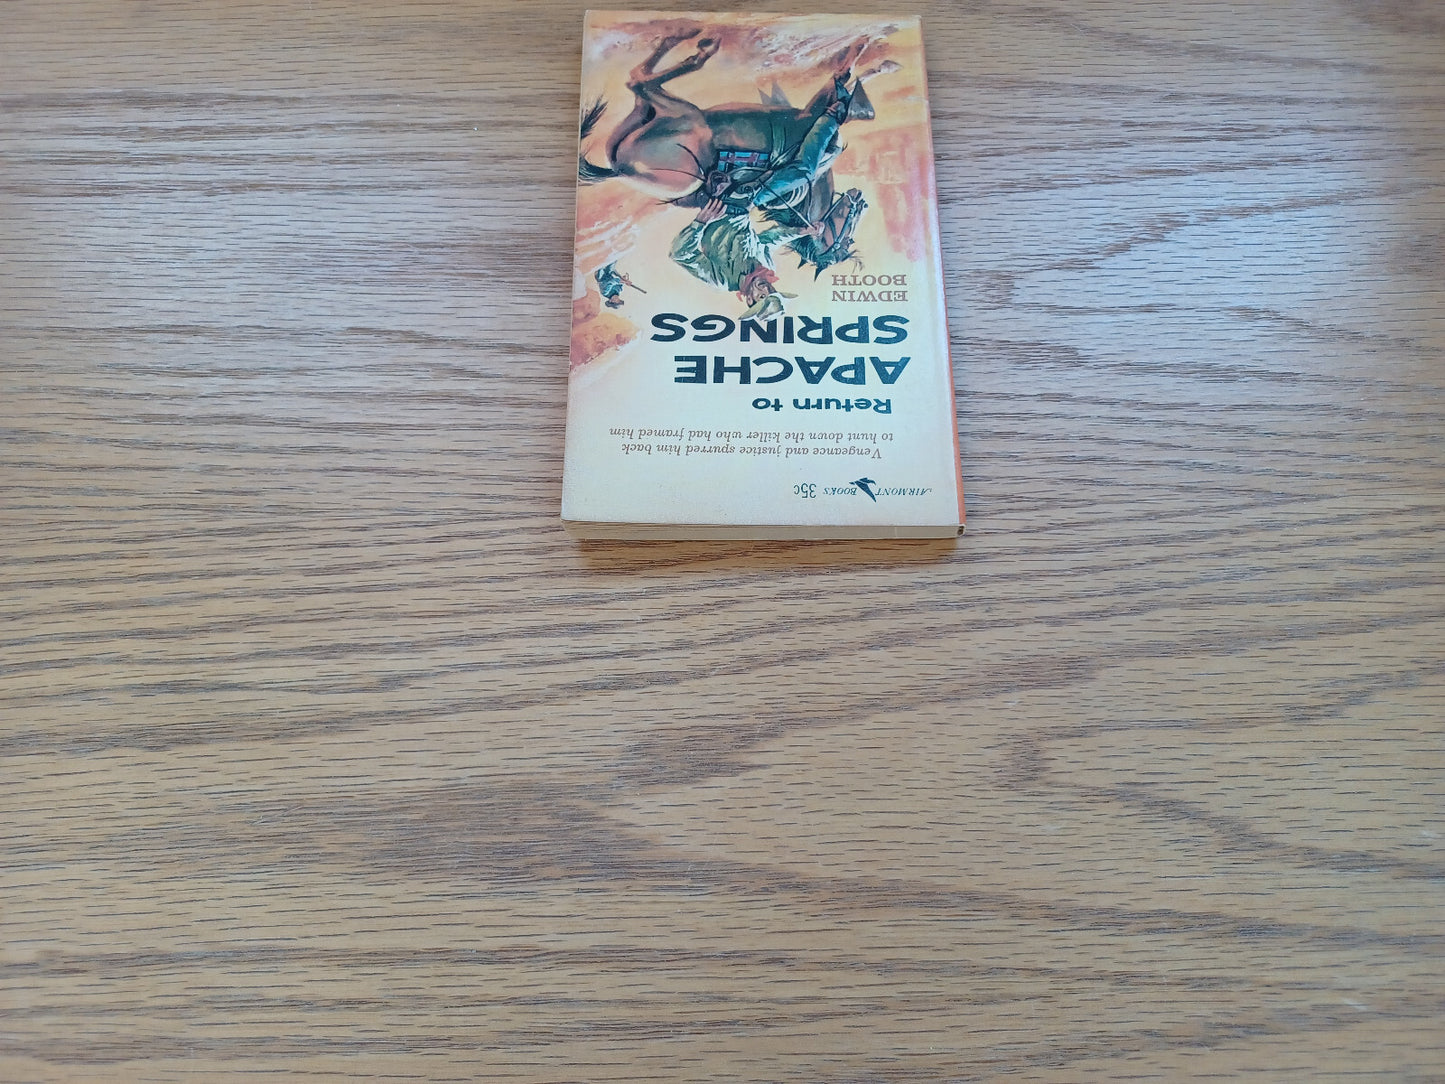 AIRMONT BOOKS 35c
Vengeance and justice spurred him back
to hunt down the killer who had framed him
Return to
APACHE
SPRINGS
EDWIN
BOOTH